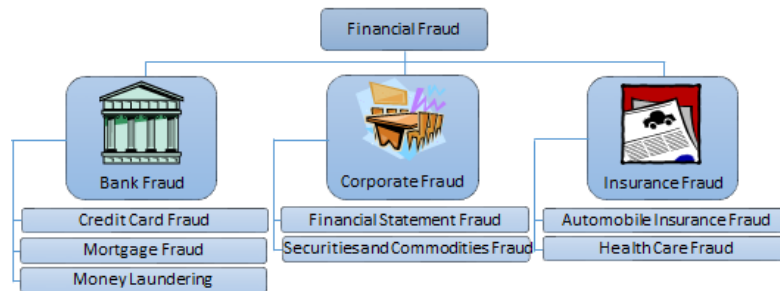 Financial Fraud
Bank Fraud
Corporate Fraud
Insurance Fraud
Credit Card Fraud
Financial Statement Fraud
Automobile Insurance Fraud
Mortgage Fraud
Securities and Commodities Fraud
Health Care Fraud
Money Laundering